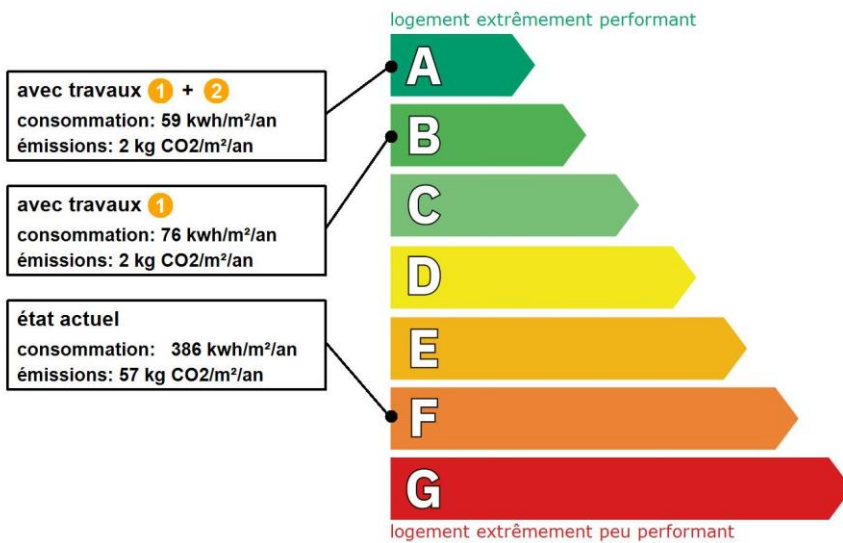 logement extrêmement performant
A
avec travaux 1 + 2
consommation: 59 kwh/m²/an
émissions: 2 kg CO2/m²/an
B
avec travaux 1
consommation: 76 kwh/m²/an
émissions: 2 kg CO2/m²/an
C
D
état actuel
consommation: 386 kwh/m²/an
émissions: 57 kg CO2/m²/an
E
F
G
logement extrêmement peu performant